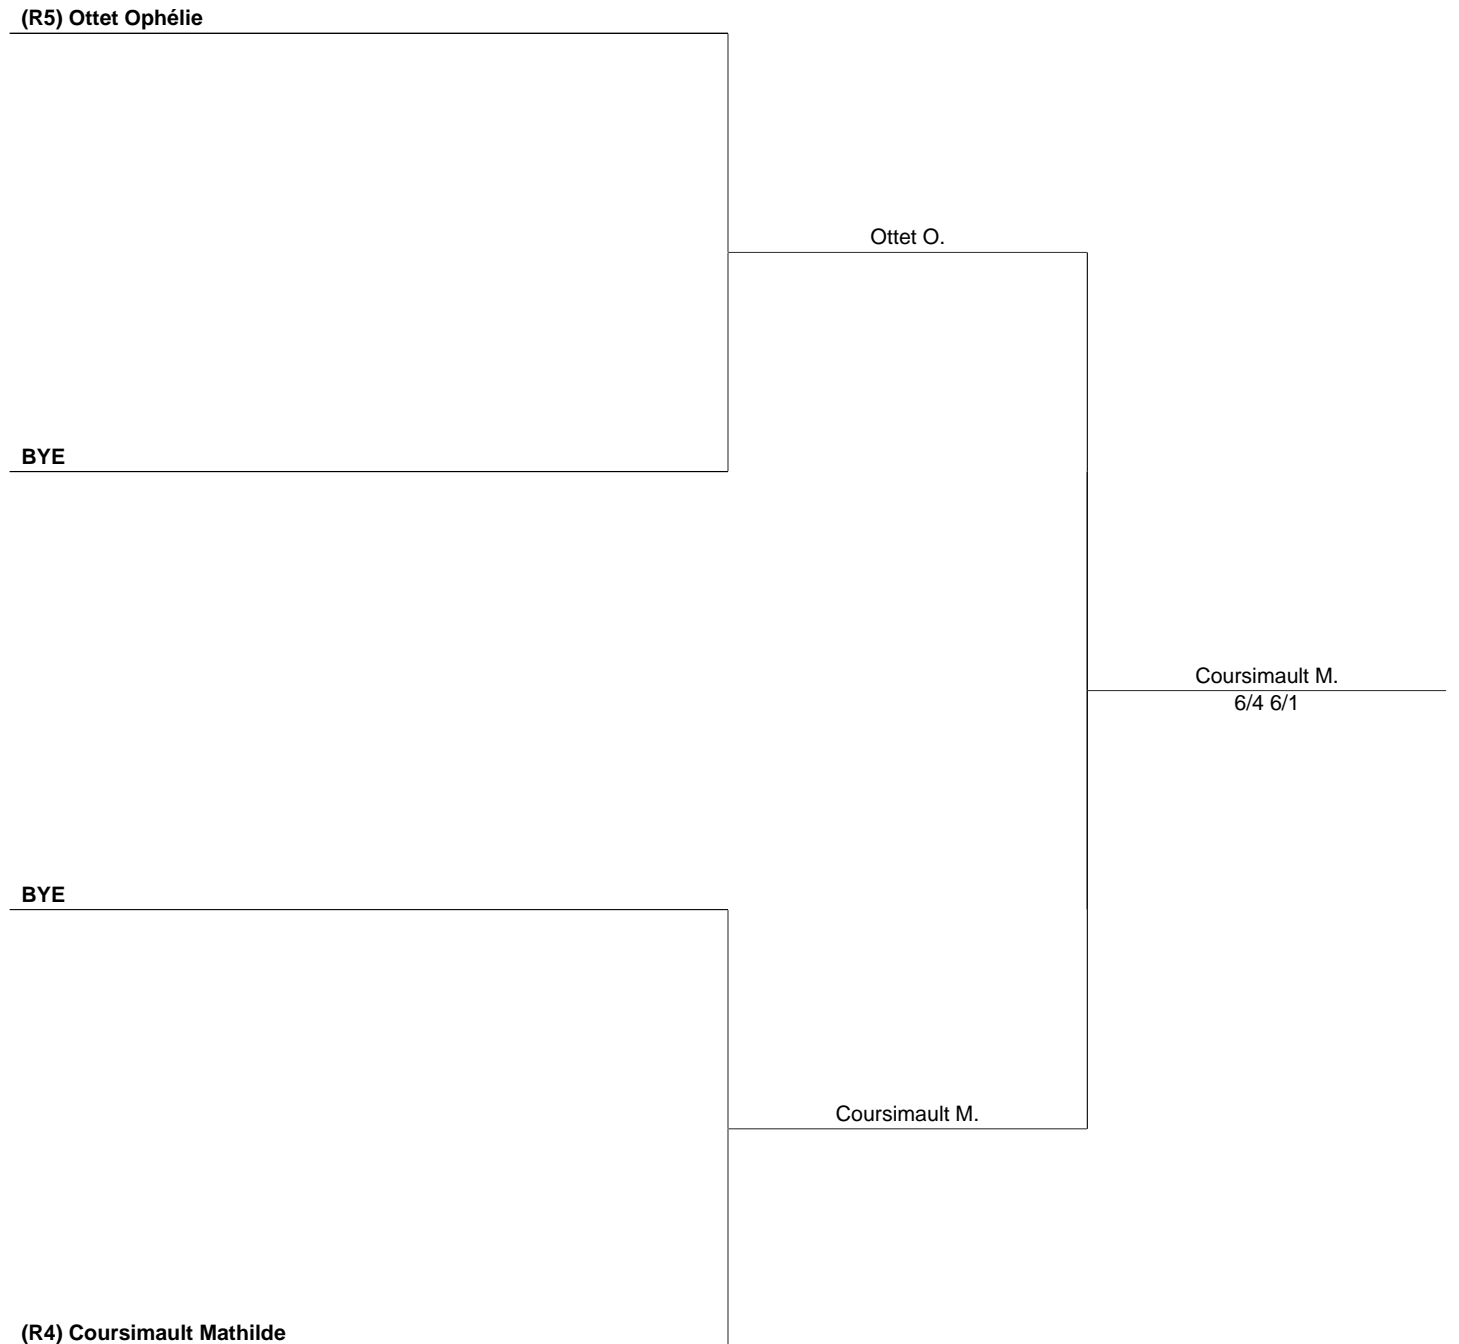 (R5) Ottet Ophélie
Ottet O.
BYE
Coursimault M.
6/4 6/1
BYE
Coursimault M.
(R4) Coursimault Mathilde